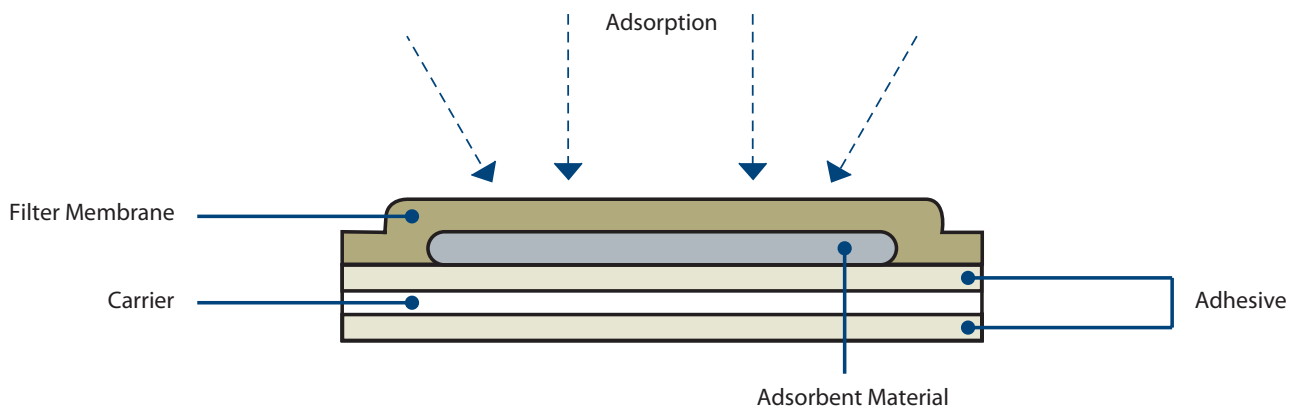 Adsorption
Filter Membrane
Carrier
Adhesive
Adsorbent Material